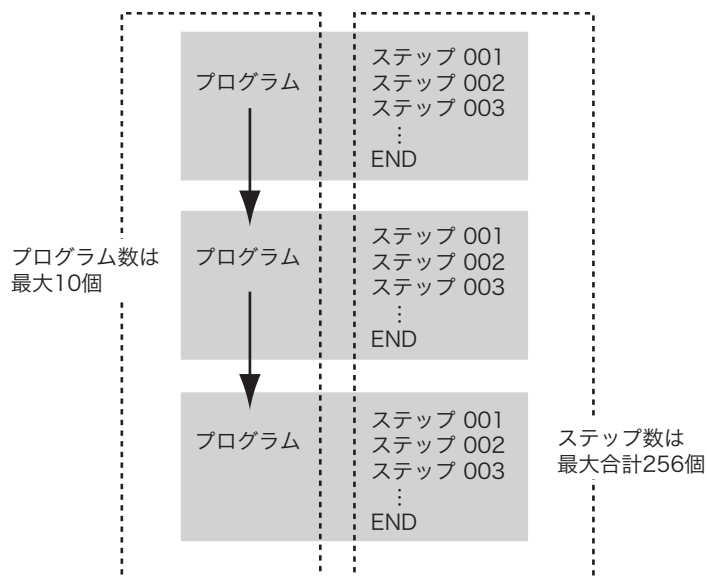 プログラム
ステップ 001
ステップ 002
ステップ 003
⋮
END
プログラム数は
最大10個
プログラム
ステップ 001
ステップ 002
ステップ 003
⋮
END
プログラム
ステップ 001
ステップ 002
ステップ 003
⋮
END
ステップ数は
最大合計256個